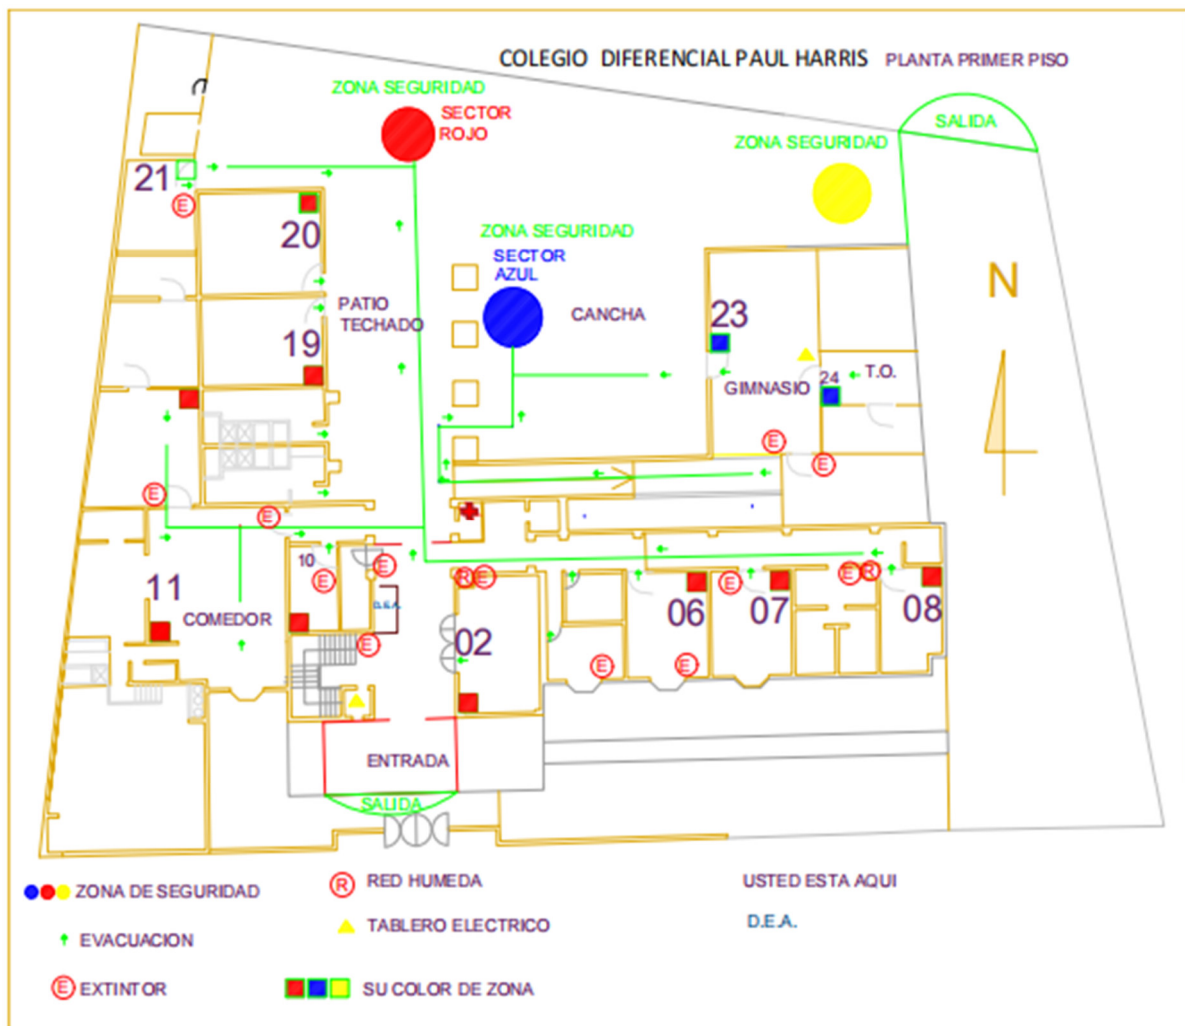 COLEGIO DIFERENCIAL PAUL HARRIS PLANTA PRIMER PISO
ZONA SEGURIDAD
SECTOR
ROJO
SALIDA
ZONA SEGURIDAD
21
E
20
ZONA SEGURIDAD
SECTOR
AZUL
N
PATIO
TECHADO
CANCHA
23
19
GIMNASIO
24
T.O.
E
E
E
E
10
E
E
R E
E
E R
11
COMEDOR
D.E.A.
06
07
08
02
E
E
E
ENTRADA
SALIDA
ZONA DE SEGURIDAD
R RED HUMEDA
USTED ESTA AQUI
EVACUACION
TABLERO ELECTRICO
D.E.A.
E EXTINTOR
SU COLOR DE ZONA